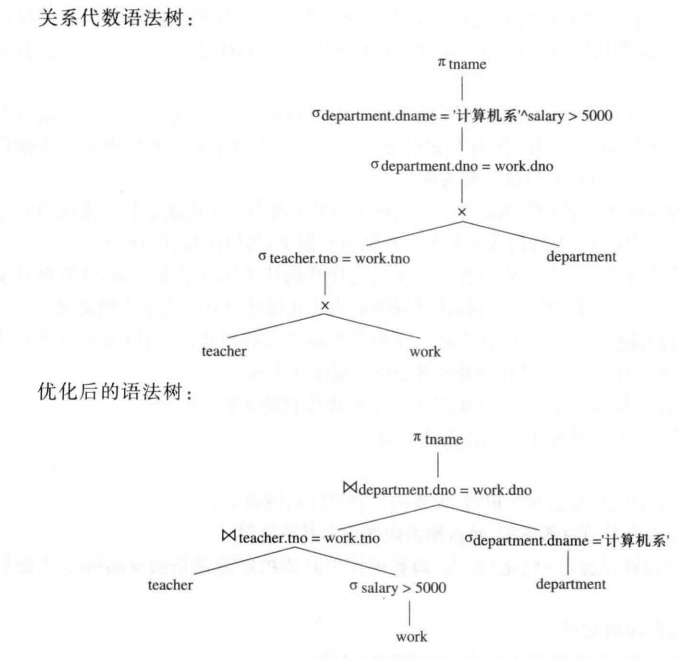 关系代数语法树：
π tname
σdepartment.dname = '计算机系'^salary > 5000
σ department.dno = work.dno
×
σ teacher.tno = work.tno department
×
teacher work
优化后的语法树：
π tname
⋈department.dno = work.dno
⋈teacher.tno = work.tno σdepartment.dname ='计算机系'
teacher σ salary > 5000 department
work